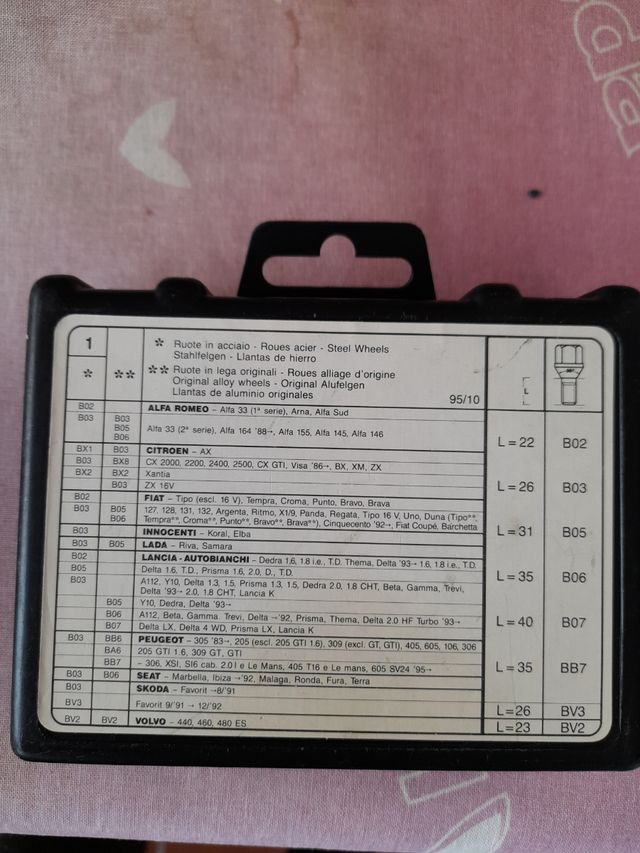 1
* Ruote in acciaio - Roues acier - Steel Wheels
Stahlfelgen - Llantas de hierro
* ** ** Ruote in lega originali - Roues alliage d'origine
Original alloy wheels - Original Alufelgen
Llantas de aluminio originales 95/10
L
B02 ALFA ROMEO - Alfa 33 (1ª serie), Arna, Alfa Sud
B03 B03
B05 Alfa 33 (2ª serie), Alfa 164 '88→, Alfa 155, Alfa 145, Alfa 146
B06
L=22 B02
BX1 B03 CITROEN - AX
B03 BX8 CX 2000, 2200, 2400, 2500, CX GTI, Visa '86→, BX, XM, ZX
BX2 BX2 Xantia
B03 ZX 16V
L=26 B03
B02 FIAT - Tipo (escl. 16 V), Tempra, Croma, Punto, Bravo, Brava
B03 B05 127, 128, 131, 132, Argenta, Ritmo, X1/9, Panda, Regata, Tipo 16 V, Uno, Duna (Tipo**,
B06 Tempra**, Croma**, Punto**, Bravo**, Brava**), Cinquecento '92→, Fiat Coupé, Barchetta
L=31 B05
B03 INNOCENTI - Koral, Elba
B03 B05 LADA - Riva, Samara
B02 LANCIA-AUTOBIANCHI - Dedra 1.6, 1.8 i.e., T.D. Thema, Delta '93→ 1.6, 1.8 i.e., T.D.
B05 Delta 1.6, T.D., Prisma 1.6, 2.0, D., T.D.
L=35 B06
B03 A112, Y10, Delta 1.3, 1.5, Prisma 1.3, 1.5, Dedra 2.0, 1.8 CHT, Beta, Gamma, Trevi,
Delta '93→ 2.0, 1.8 CHT, Lancia K
B05 Y10, Dedra, Delta '93→
B06 A112, Beta, Gamma. Trevi, Delta →'92, Prisma, Thema, Delta 2.0 HF Turbo '93→
B07 Delta LX, Delta 4 WD, Prisma LX, Lancia K
L=40 B07
B03 BB6 PEUGEOT - 305 '83→, 205 (escl. 205 GTI 1.6), 309 (excl. GT, GTI), 405, 605, 106, 306
BA6 205 GTI 1.6, 309 GT, GTI
BB7 - 306, XSI, SI6 cab. 2.0 I e Le Mans, 405 T16 e Le mans, 605 SV24 '95→
L=35 BB7
B03 B06 SEAT - Marbella, Ibiza →'92, Malaga, Ronda, Fura, Terra
B03 SKODA - Favorit →8/'91
BV3 Favorit 9/'91 → 12/'92
L=26 BV3
BV2 BV2 VOLVO - 440, 460, 480 ES
L=23 BV2